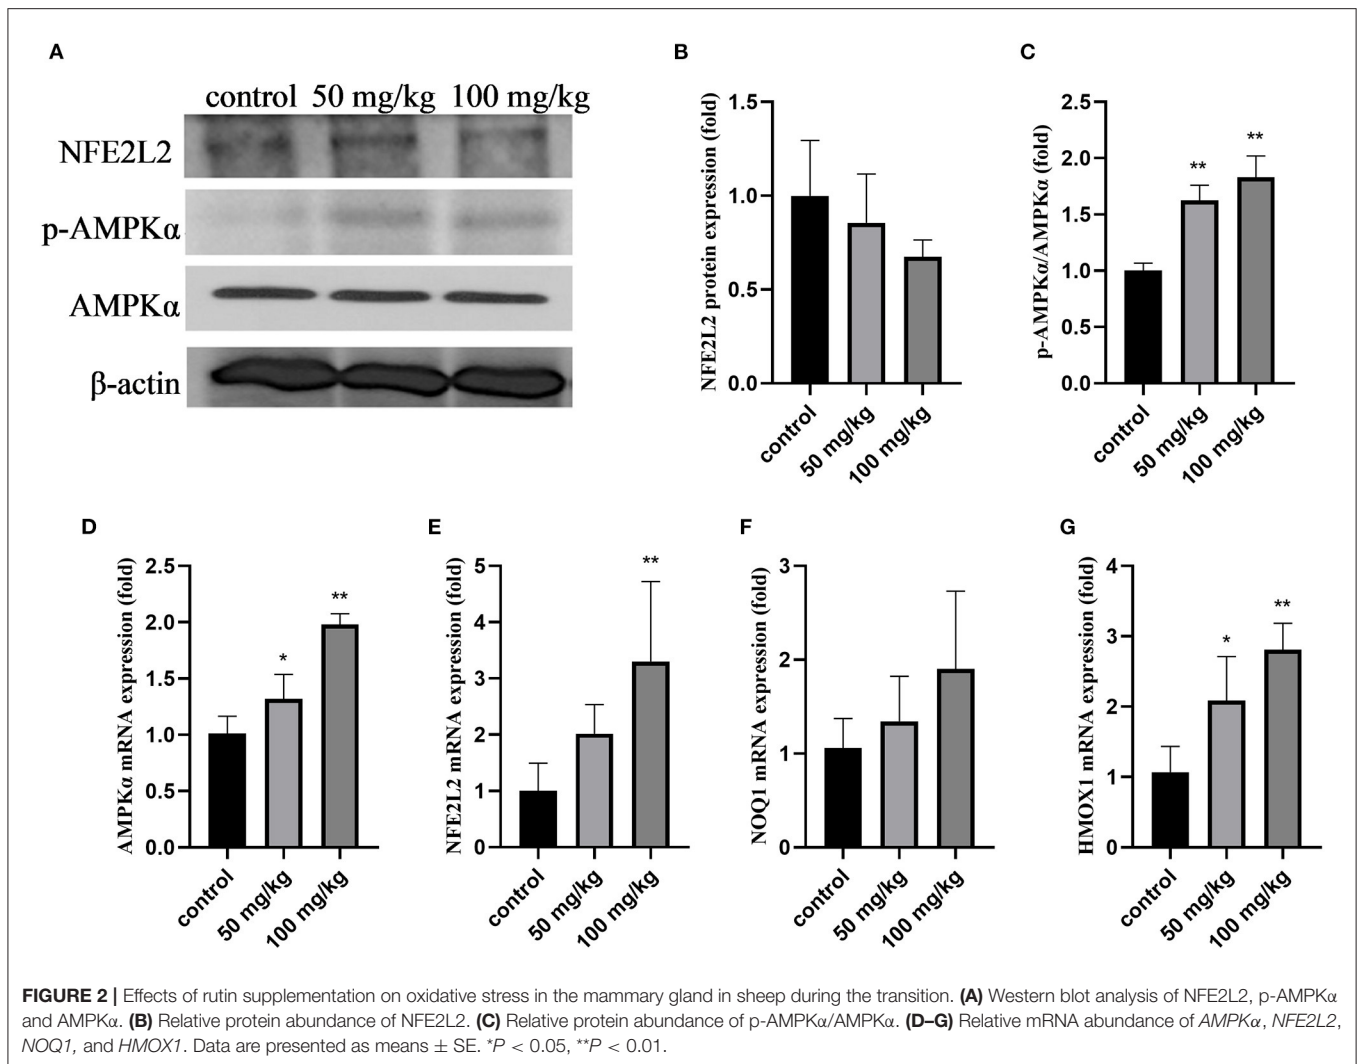 A
control 50 mg/kg 100 mg/kg
NFE2L2
p-AMPKα
AMPKα
β-actin
B
NFE2L2 protein expression (fold)
1.5
1.0
0.5
0.0
control
50 mg/kg
100 mg/kg
C
p-AMPKα/AMPKα (fold)
2.5
2.0
1.5
1.0
0.5
0.0
**
**
control
50 mg/kg
100 mg/kg
D
AMPKα mRNA expression (fold)
2.5
2.0
1.5
1.0
0.5
0.0
*
**
control
50 mg/kg
100 mg/kg
E
NFE2L2 mRNA expression (fold)
5
4
3
2
1
0
**
control
50 mg/kg
100 mg/kg
F
NOQ1 mRNA expression (fold)
3
2
1
0
control
50 mg/kg
100 mg/kg
G
HMOX1 mRNA expression (fold)
4
3
2
1
0
*
**
control
50 mg/kg
100 mg/kg
FIGURE 2 | Effects of rutin supplementation on oxidative stress in the mammary gland in sheep during the transition. (A) Western blot analysis of NFE2L2, p-AMPKα
and AMPKα. (B) Relative protein abundance of NFE2L2. (C) Relative protein abundance of p-AMPKα/AMPKα. (D–G) Relative mRNA abundance of AMPKα, NFE2L2,
NOQ1, and HMOX1. Data are presented as means ± SE. *P < 0.05, **P < 0.01.